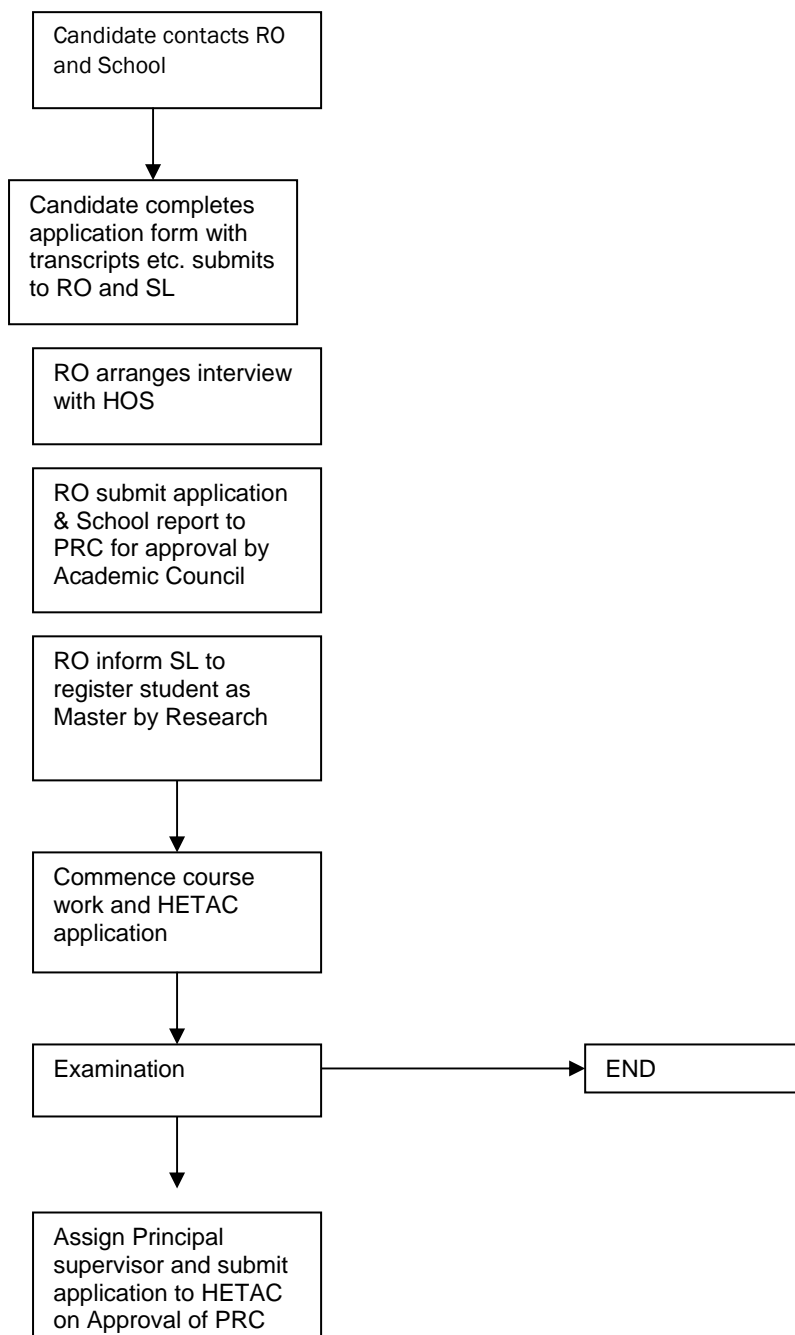 Candidate contacts RO
and School
Candidate completes
application form with
transcripts etc. submits
to RO and SL
RO arranges interview
with HOS
RO submit application
& School report to
PRC for approval by
Academic Council
RO inform SL to
register student as
Master by Research
Commence course
work and HETAC
application
Examination
END
Assign Principal
supervisor and submit
application to HETAC
on Approval of PRC